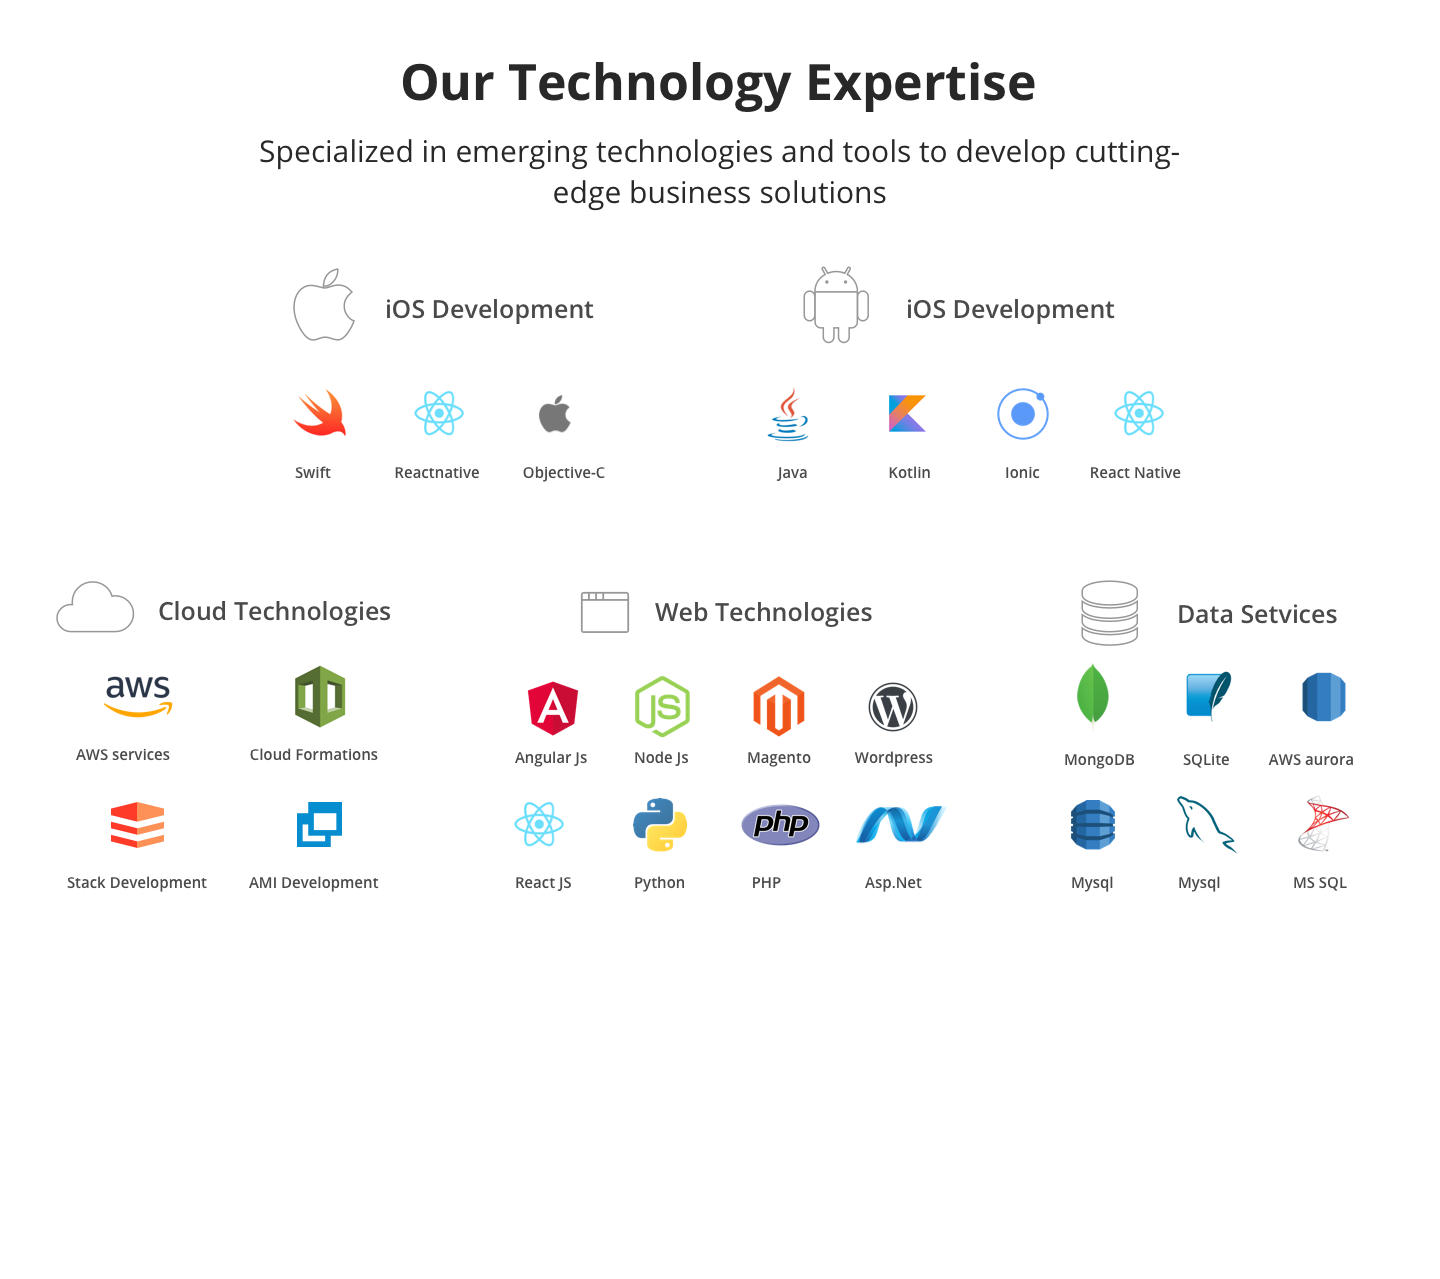 Our Technology Expertise
Specialized in emerging technologies and tools to develop cutting-
edge business solutions
iOS Development
iOS Development
Swift
Reactnative
Objective-C
Java
Kotlin
Ionic
React Native
Cloud Technologies
aws
AWS services
Cloud Formations
Stack Development
AMI Development
Web Technologies
Angular Js
Node Js
Magento
Wordpress
React JS
Python
php
PHP
Asp.Net
Data Setvices
MongoDB
SQLite
AWS aurora
Mysql
Mysql
MS SQL